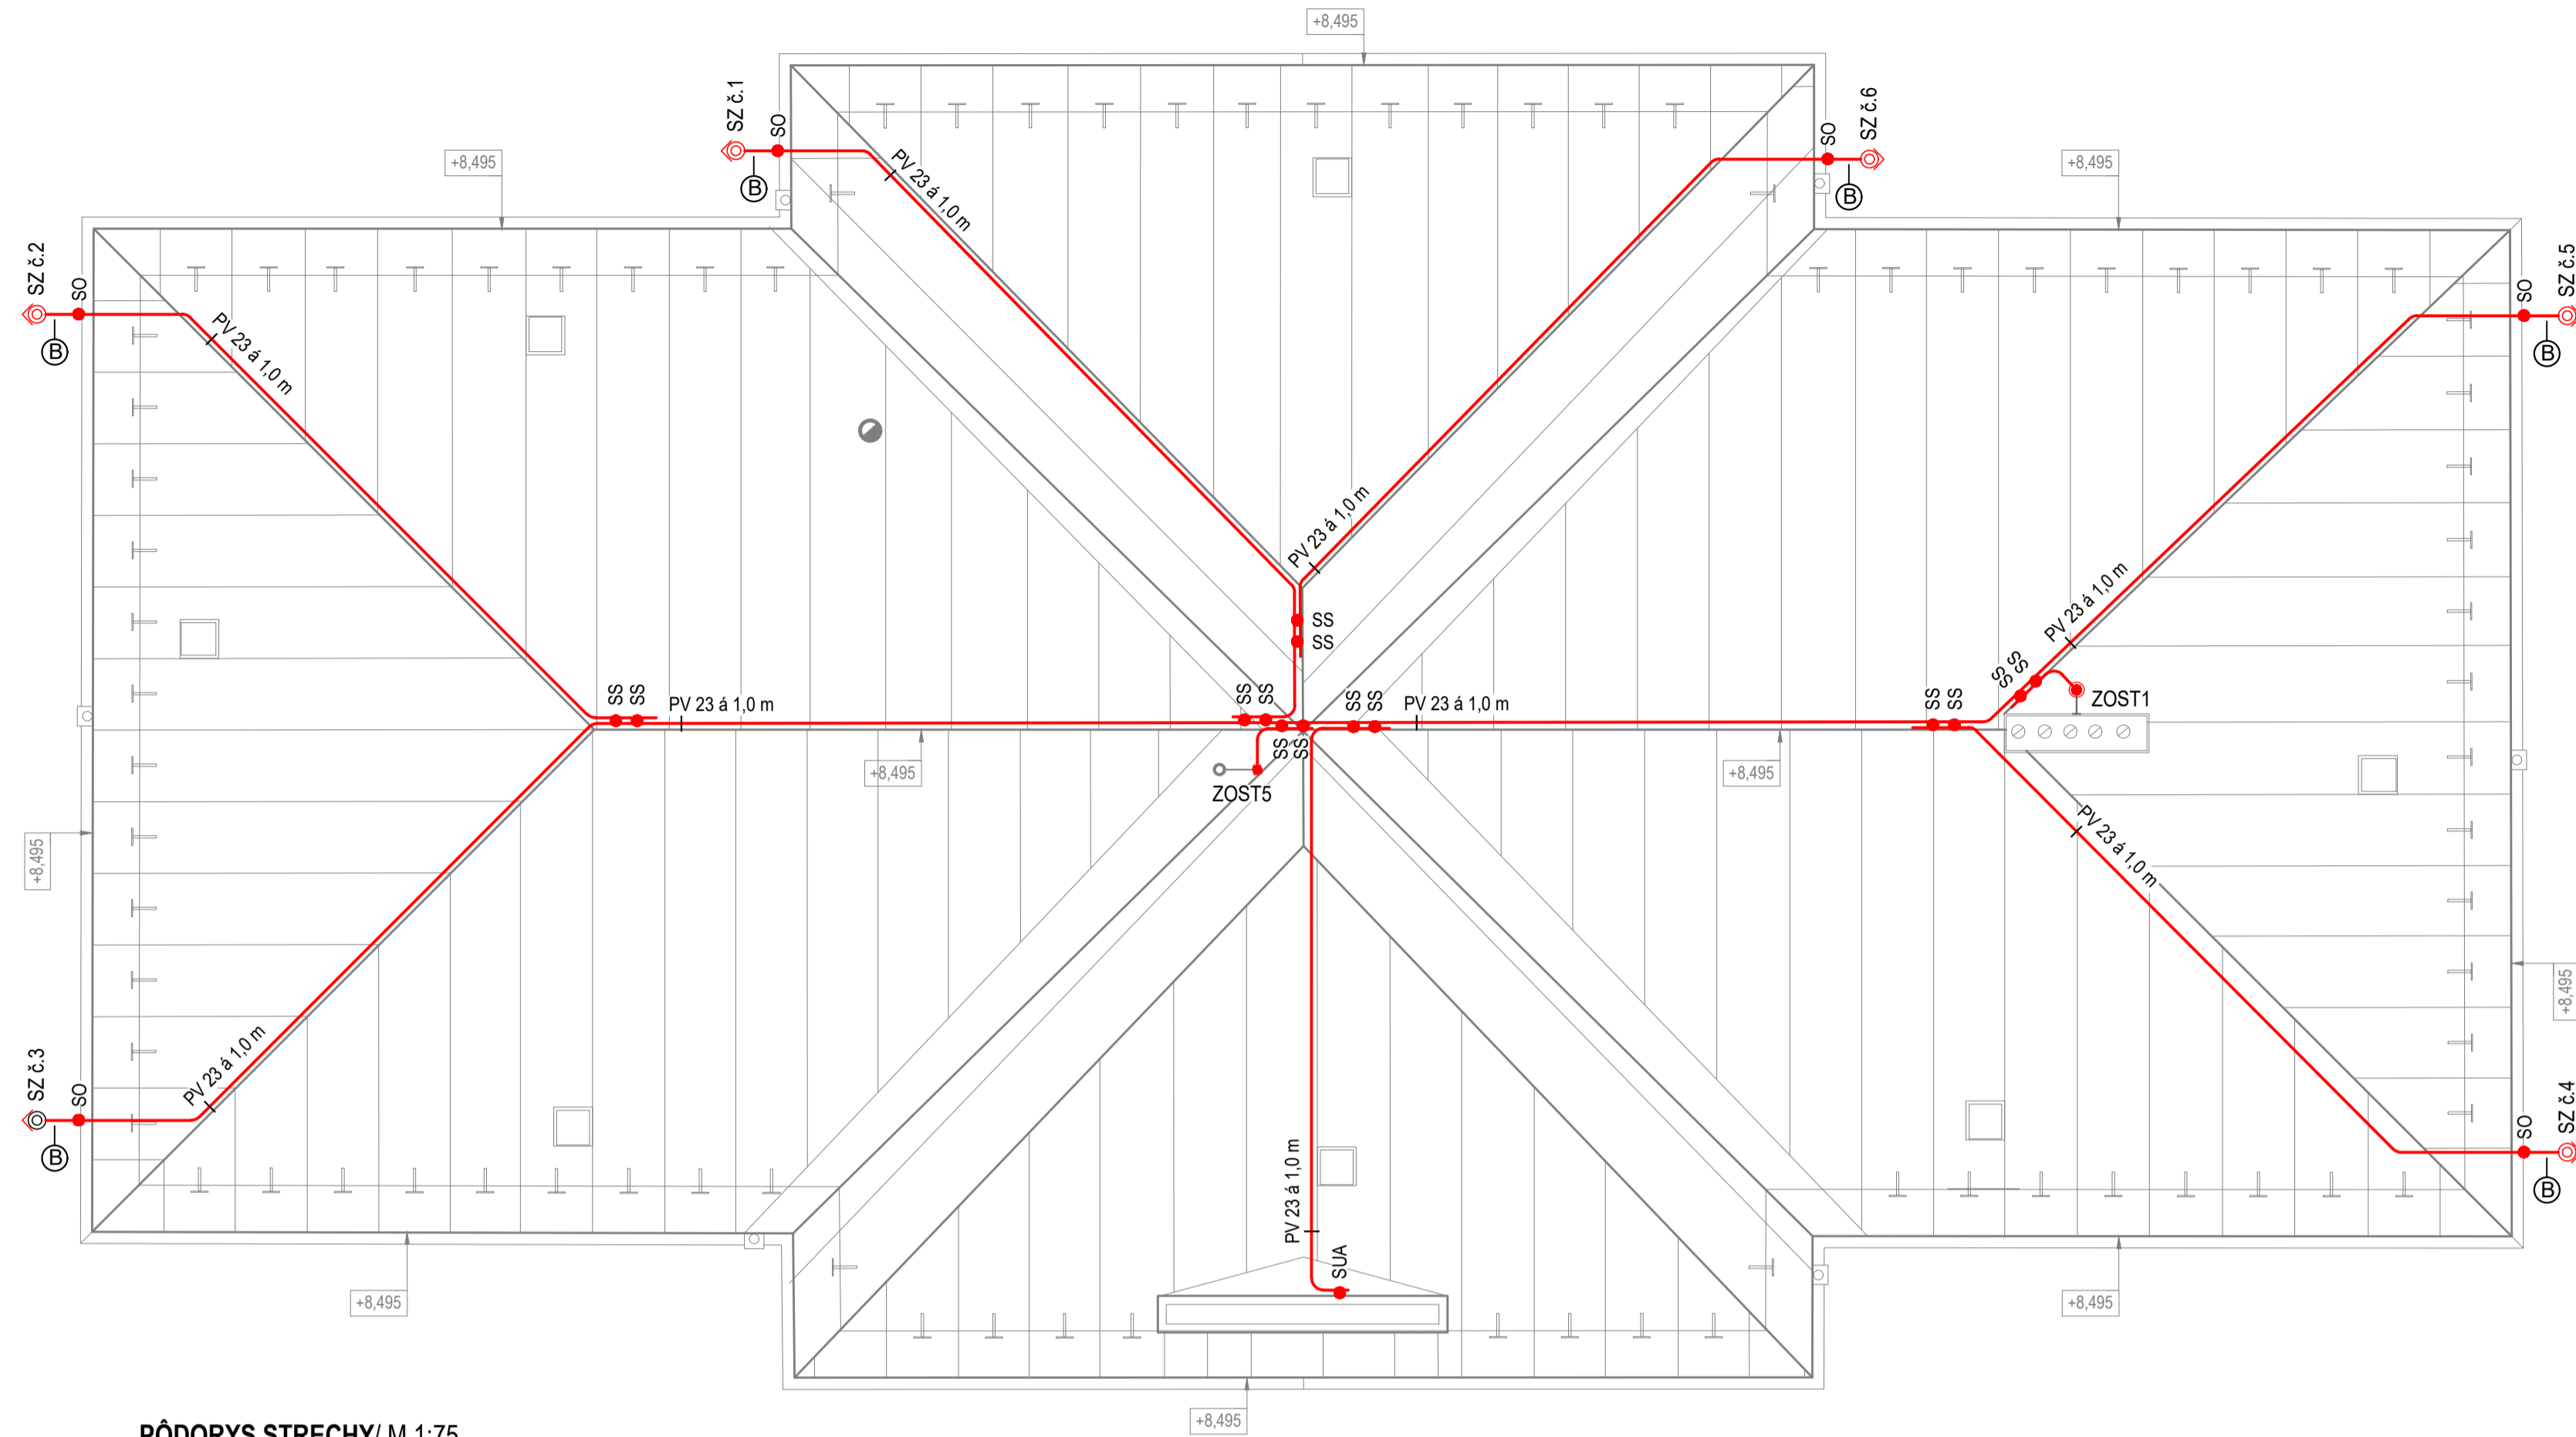 +8,495
SZ č.1
SO
B
PV 23 á 1,0 m
SZ č.6
SO
B
+8,495
+8,495
SZ č.2
SO
B
PV 23 á 1,0 m
SZ č.5
SO
B
PV 23 á 1,0 m
SS
SS
PV 23 á 1,0 m
SS
SS
SS
SS
PV 23 á 1,0 m
SS
SS
SS
SS
PV 23 á 1,0 m
SS
SS
SS
SS
ZOST1
+8,495
ZOST5
+8,495
+8,495
PV 23 á 1,0 m
+8,495
SZ č.3
SO
B
PV 23 á 1,0 m
PV 23 á 1,0 m
SUA
SZ č.4
SO
B
+8,495
+8,495
+8,495
PÔDORYS STRECHY/ M 1:75